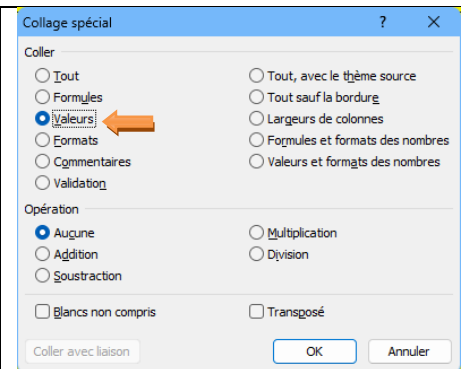 Collage spécial ? ×
Coller
Tout
Formules
Valeurs
Formats
Commentaires
Validation
Tout, avec le thème source
Tout sauf la bordure
Largeurs de colonnes
Formules et formats des nombres
Valeurs et formats des nombres
Opération
Aucune
Addition
Soustraction
Multiplication
Division
Blancs non compris
Transposé
Coller avec liaison
OK
Annuler